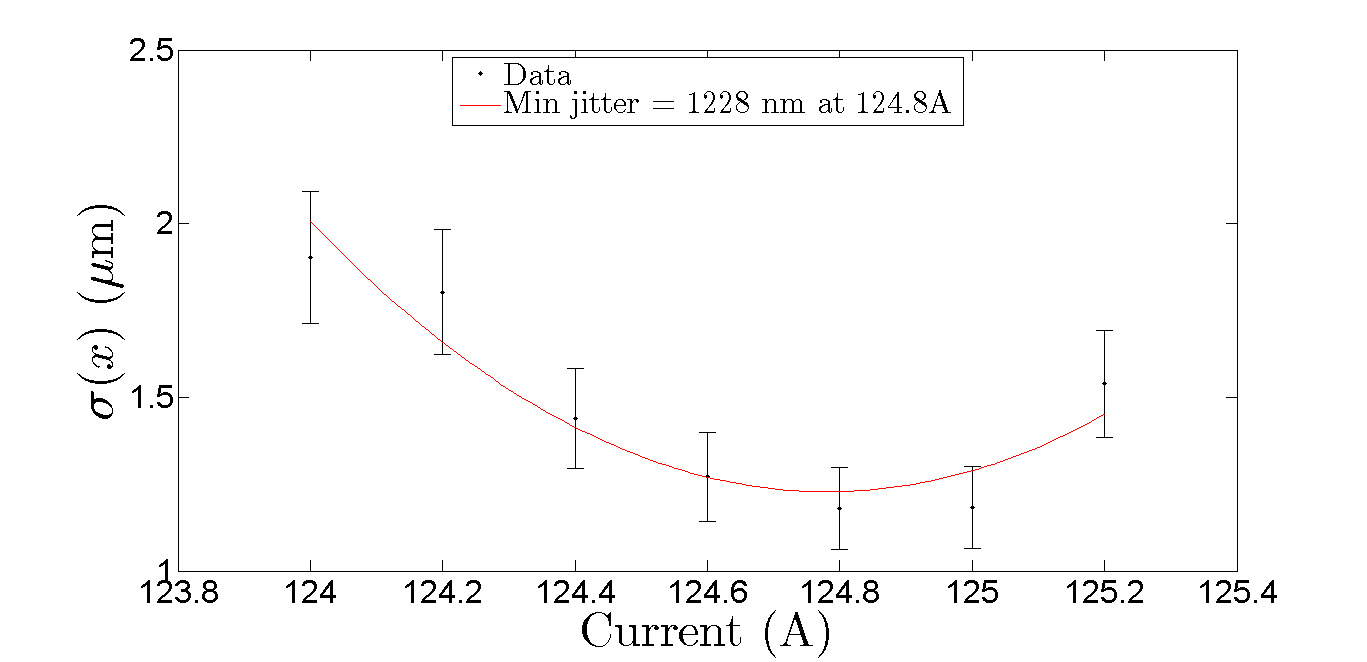 2.5
Data
Min jitter = 1228 nm at 124.8A
2
1.5
1
σ(x) (μm)
123.8 124 124.2 124.4 124.6 124.8 125 125.2 125.4
Current (A)